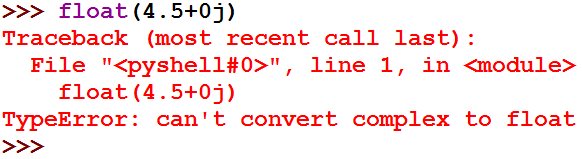 >>> float(4.5+0j)
Traceback (most recent call last):
  File "<pyshell#0>", line 1, in <module>
    float(4.5+0j)
TypeError: can't convert complex to float
>>>